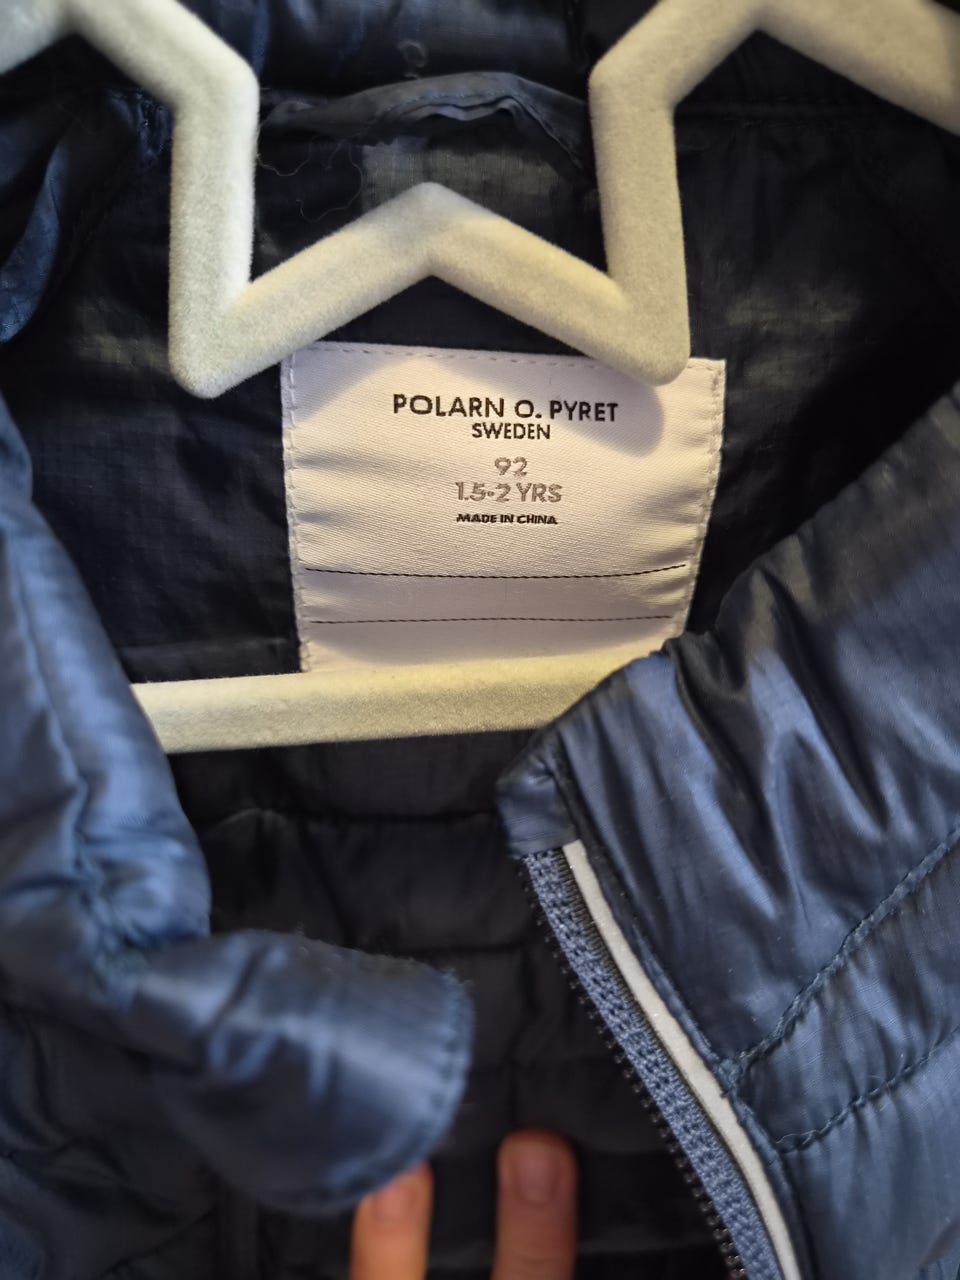 POLARN O. PYRET
SWEDEN
92
1.5-2 YRS
MADE IN CHINA